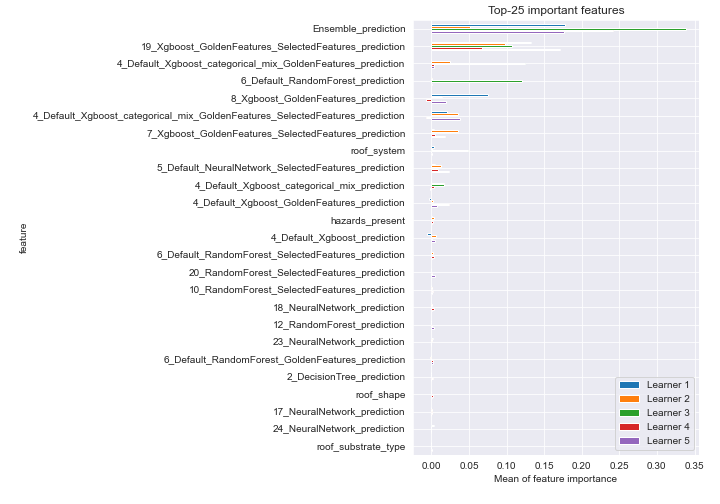 Top-25 important features
Ensemble_prediction
19_Xgboost_GoldenFeatures_SelectedFeatures_prediction
4_Default_Xgboost_categorical_mix_GoldenFeatures_prediction
6_Default_RandomForest_prediction
8_Xgboost_GoldenFeatures_prediction
4_Default_Xgboost_categorical_mix_GoldenFeatures_SelectedFeatures_prediction
7_Xgboost_GoldenFeatures_SelectedFeatures_prediction
roof_system
5_Default_NeuralNetwork_SelectedFeatures_prediction
4_Default_Xgboost_categorical_mix_prediction
4_Default_Xgboost_GoldenFeatures_prediction
hazards_present
feature
4_Default_Xgboost_prediction
6_Default_RandomForest_SelectedFeatures_prediction
20_RandomForest_SelectedFeatures_prediction
10_RandomForest_SelectedFeatures_prediction
18_NeuralNetwork_prediction
12_RandomForest_prediction
23_NeuralNetwork_prediction
6_Default_RandomForest_GoldenFeatures_prediction
2_DecisionTree_prediction
roof_shape
17_NeuralNetwork_prediction
24_NeuralNetwork_prediction
roof_substrate_type
Learner 1
Learner 2
Learner 3
Learner 4
Learner 5
0.00 0.05 0.10 0.15 0.20 0.25 0.30 0.35
Mean of feature importance